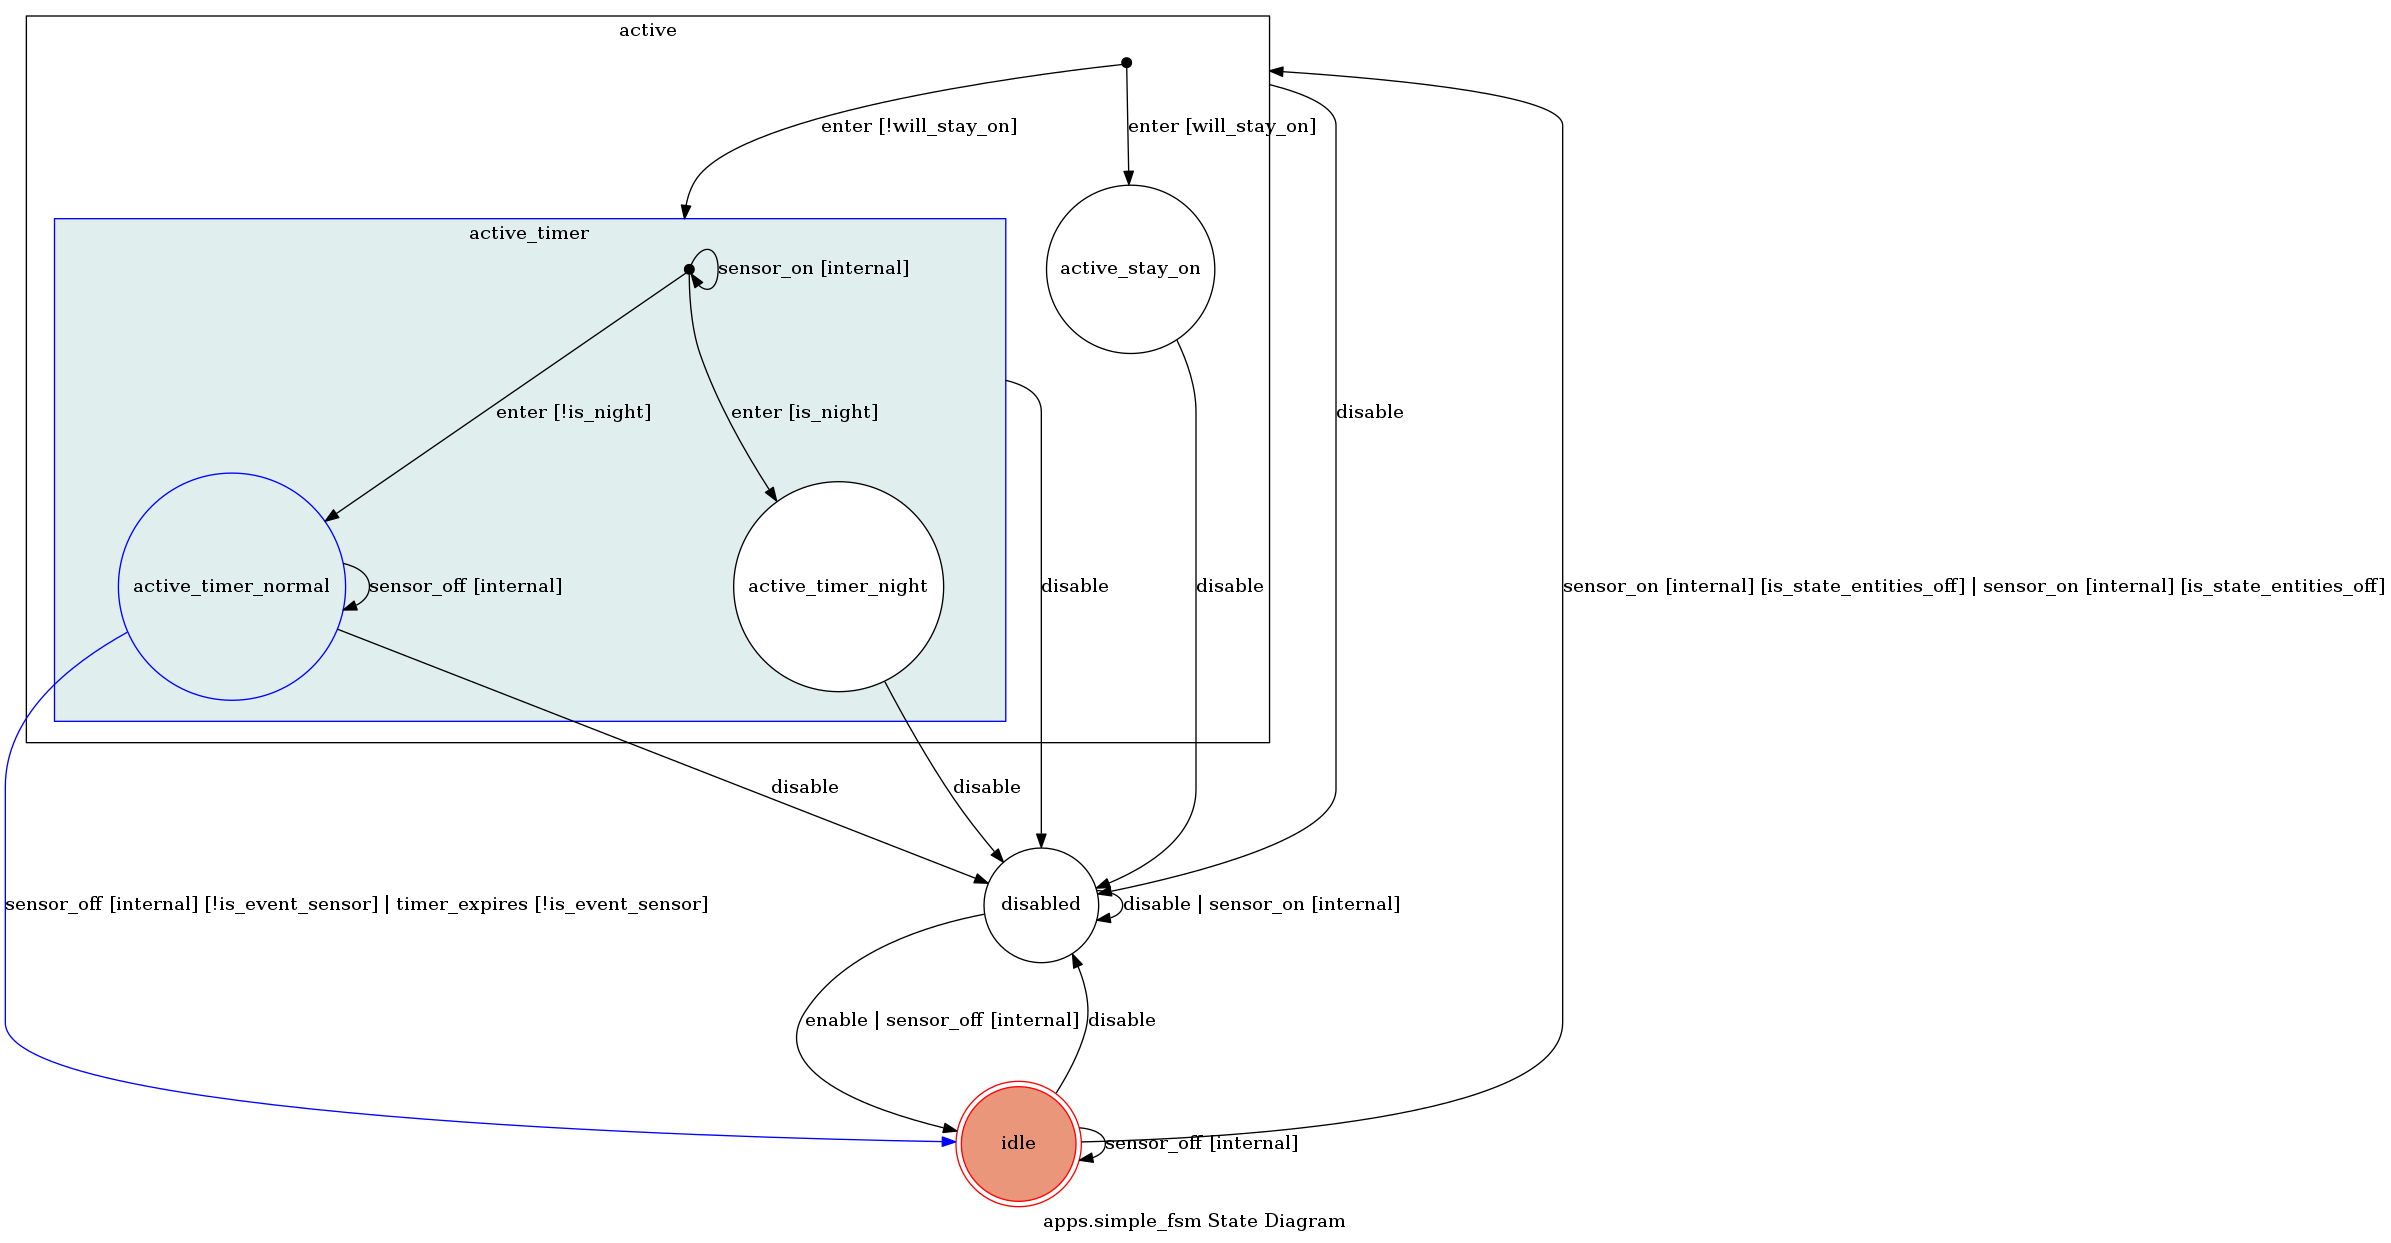 active
enter [!will_stay_on]
enter [will_stay_on]
active_timer
sensor_on [internal]
active_stay_on
enter [!is_night]
enter [is_night]
disable
active_timer_normal
sensor_off [internal]
active_timer_night
disable
disable
sensor_on [internal] [is_state_entities_off] | sensor_on [internal] [is_state_entities_off]
disable
disable
sensor_off [internal] [!is_event_sensor] | timer_expires [!is_event_sensor]
disabled
disable | sensor_on [internal]
enable | sensor_off [internal]
disable
idle
sensor_off [internal]
apps.simple_fsm State Diagram